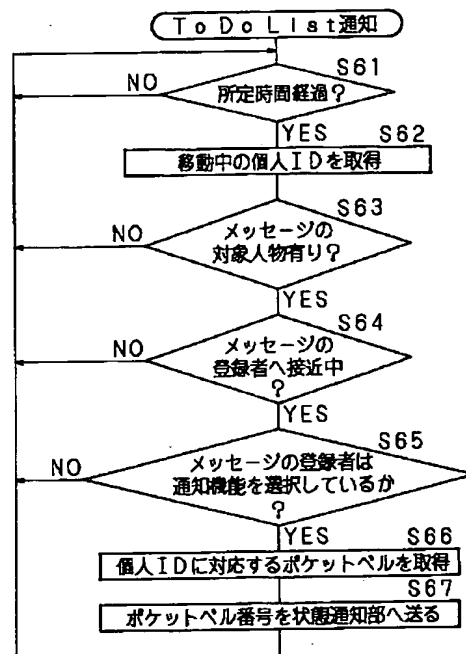 ToDoList通知
S61
NO
所定時間経過?
YES
S62
移動中の個人IDを取得
S63
NO
メッセージの
対象人物有り?
YES
S64
NO
メッセージの
登録者へ接近中
?
YES
S65
NO
メッセージの登録者は
通知機能を選択しているか
?
YES
S66
個人IDに対応するポケットベルを取得
S67
ポケットベル番号を状態通知部へ送る